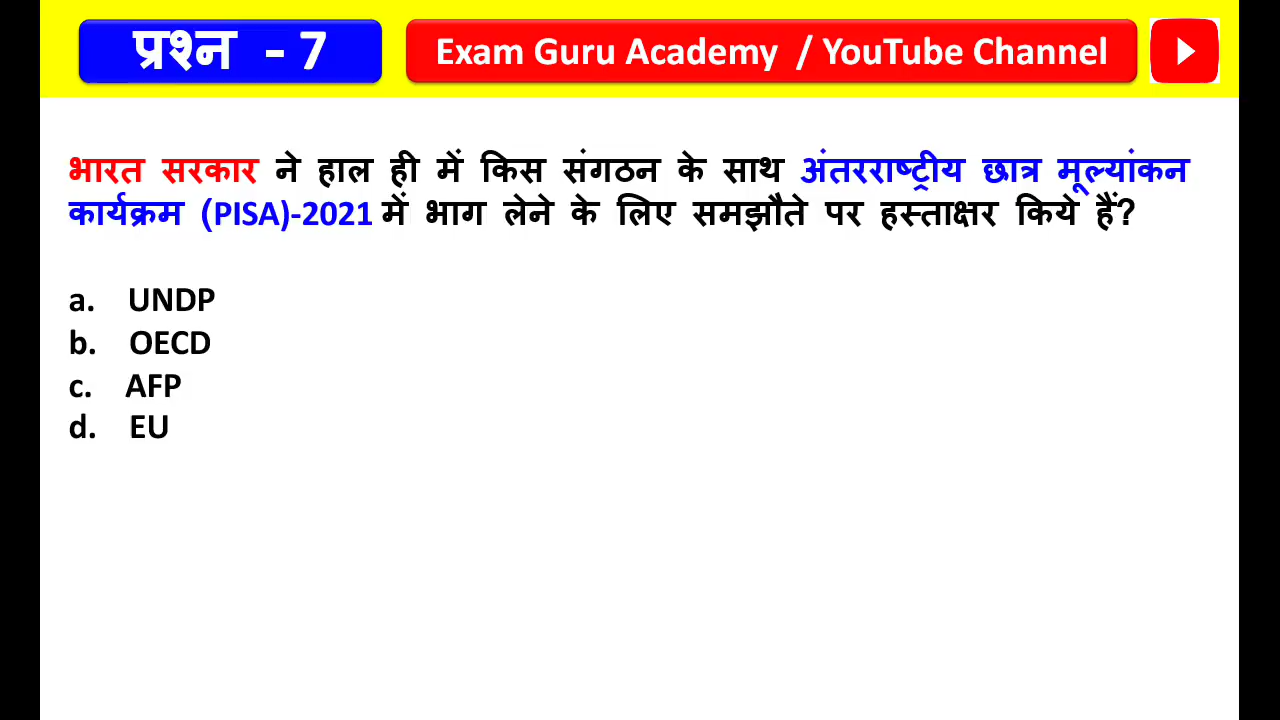 प्रश्न - 7
Exam Guru Academy / YouTube Channel
भारत सरकार ने हाल ही में किस संगठन के साथ अंतरराष्ट्रीय छात्र मूल्यांकन
कार्यक्रम (PISA)-2021 में भाग लेने के लिए समझौते पर हस्ताक्षर किये हैं?
a. UNDP
b. OECD
c. AFP
d. EU